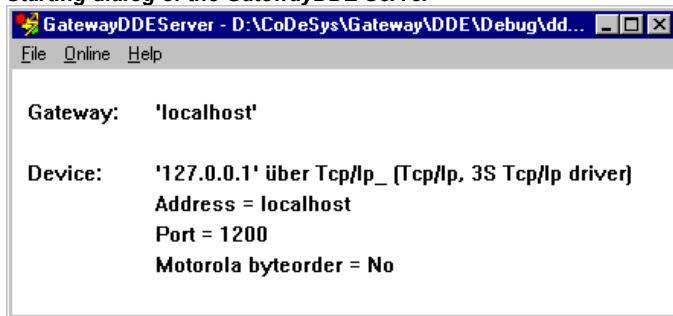 Starting dialog of the GatewayDDE Server
GatewayDDEServer - D:\CoDeSys\Gateway\DDE\Debug\dd...
File Online Help
Gateway: 'localhost'
Device: '127.0.0.1' über Tcp/Ip_ (Tcp/Ip, 3S Tcp/Ip driver)
Address = localhost
Port = 1200
Motorola byteorder = No